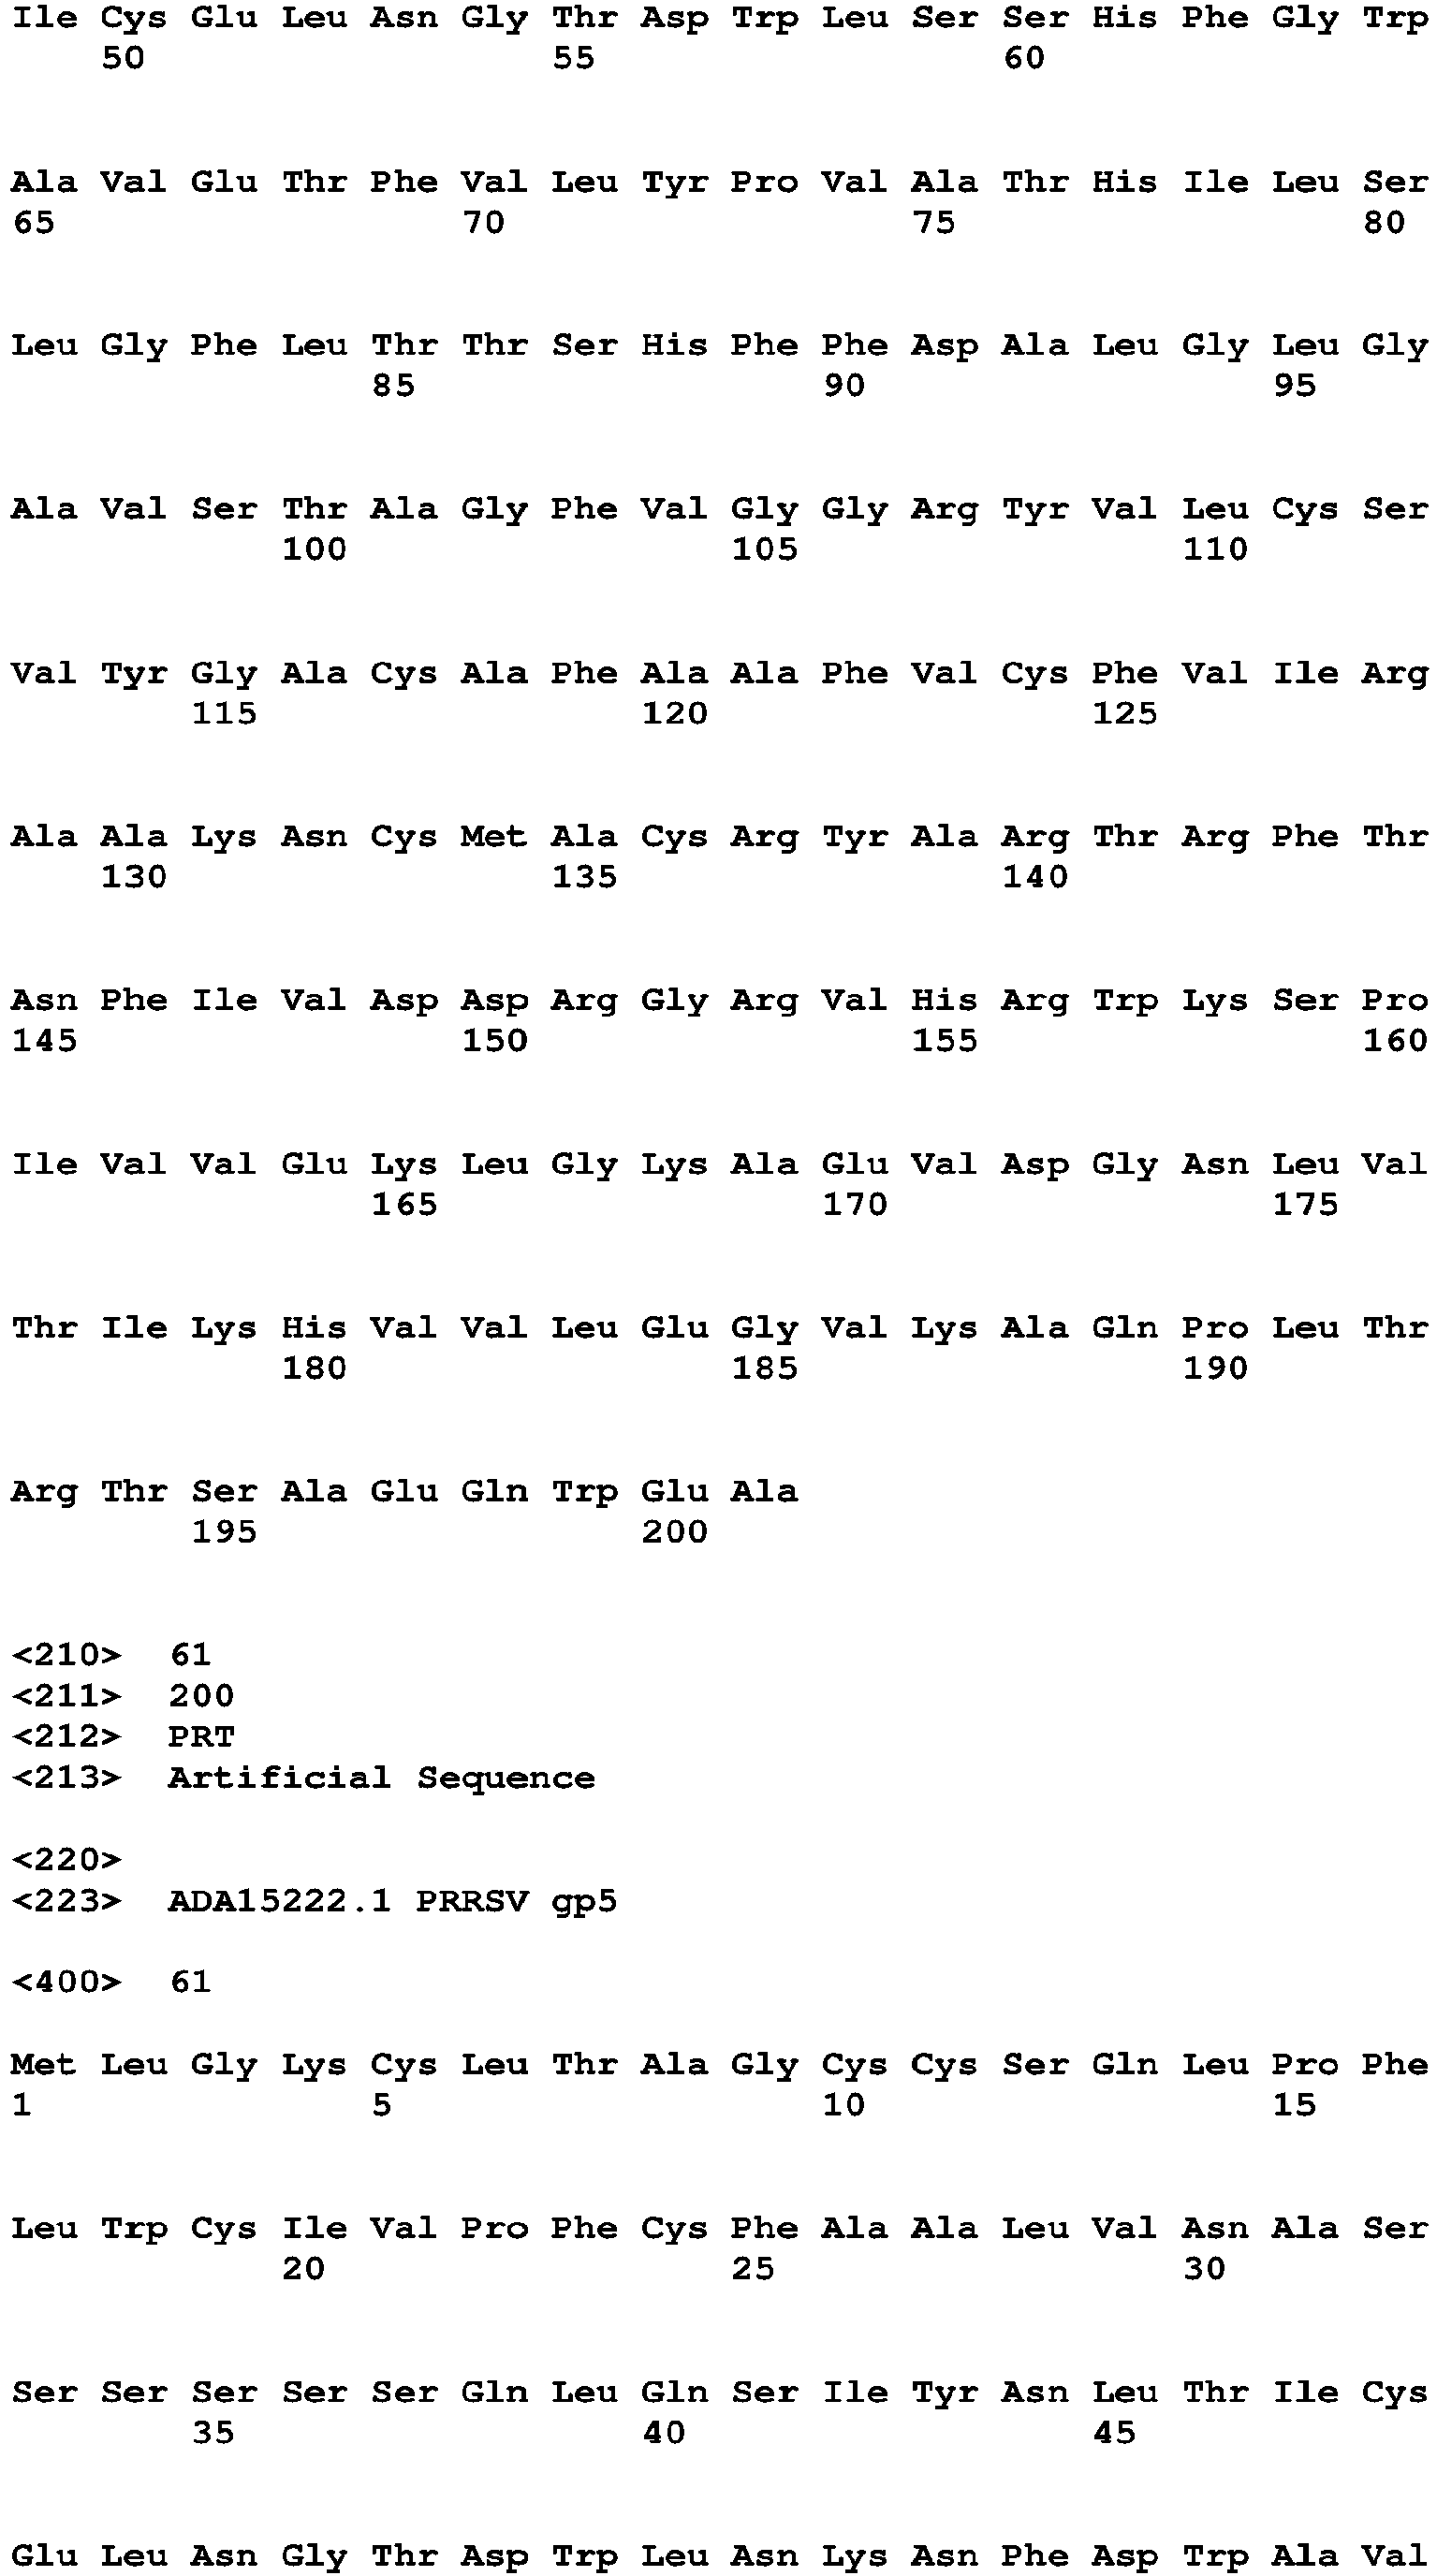 Ile Cys Glu Leu Asn Gly Thr Asp Trp Leu Ser Ser His Phe Gly Trp
50 55 60
Ala Val Glu Thr Phe Val Leu Tyr Pro Val Ala Thr His Ile Leu Ser
65 70 75 80
Leu Gly Phe Leu Thr Thr Ser His Phe Phe Asp Ala Leu Gly Leu Gly
85 90 95
Ala Val Ser Thr Ala Gly Phe Val Gly Gly Arg Tyr Val Leu Cys Ser
100 105 110
Val Tyr Gly Ala Cys Ala Phe Ala Ala Phe Val Cys Phe Val Ile Arg
115 120 125
Ala Ala Lys Asn Cys Met Ala Cys Arg Tyr Ala Arg Thr Arg Phe Thr
130 135 140
Asn Phe Ile Val Asp Asp Arg Gly Arg Val His Arg Trp Lys Ser Pro
145 150 155 160
Ile Val Val Glu Lys Leu Gly Lys Ala Glu Val Asp Gly Asn Leu Val
165 170 175
Thr Ile Lys His Val Val Leu Glu Gly Val Lys Ala Gln Pro Leu Thr
180 185 190
Arg Thr Ser Ala Glu Gln Trp Glu Ala
195 200
<210> 61
<211> 200
<212> PRT
<213> Artificial Sequence
<220>
<223> ADA15222.1 PRRSV gp5
<400> 61
Met Leu Gly Lys Cys Leu Thr Ala Gly Cys Cys Ser Gln Leu Pro Phe
1 5 10 15
Leu Trp Cys Ile Val Pro Phe Cys Phe Ala Ala Leu Val Asn Ala Ser
20 25 30
Ser Ser Ser Ser Ser Gln Leu Gln Ser Ile Tyr Asn Leu Thr Ile Cys
35 40 45
Glu Leu Asn Gly Thr Asp Trp Leu Asn Lys Asn Phe Asp Trp Ala Val